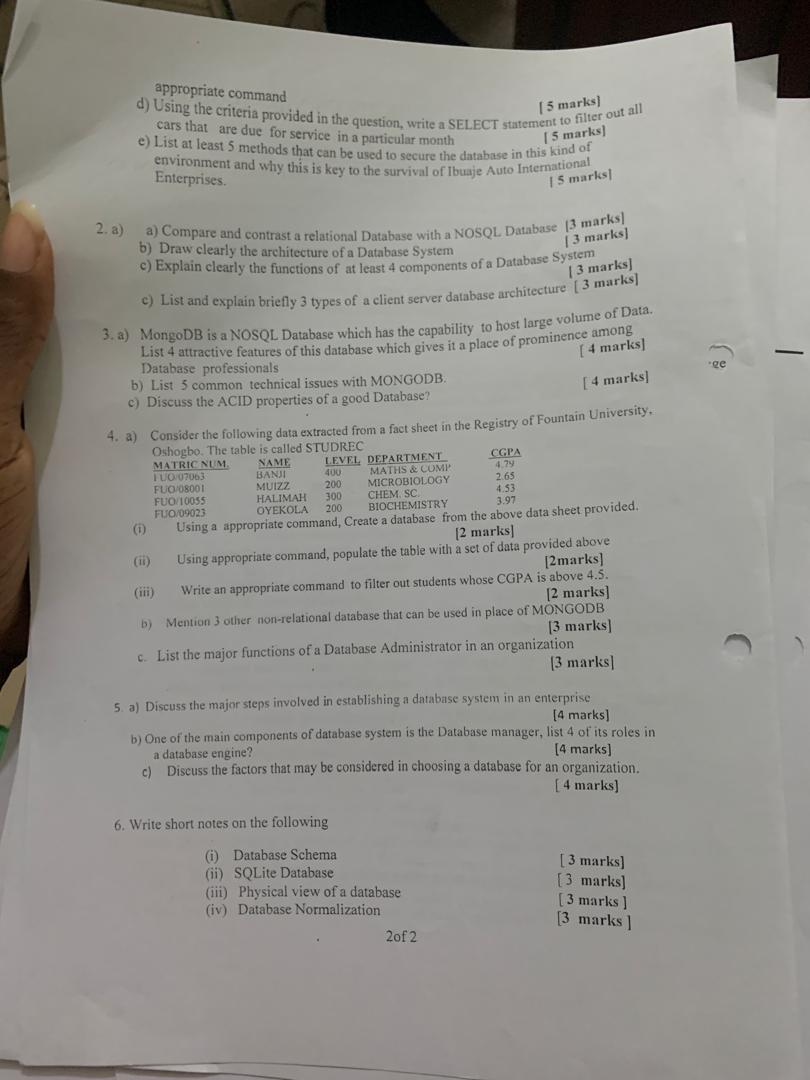 appropriate command
[ 5 marks]
d) Using the criteria provided in the question, write a SELECT statement to filter out all
cars that are due for service in a particular month [ 5 marks]
e) List at least 5 methods that can be used to secure the database in this kind of
environment and why this is key to the survival of Ibuaje Auto International
Enterprises. [ 5 marks]
2. a) a) Compare and contrast a relational Database with a NOSQL Database [3 marks]
b) Draw clearly the architecture of a Database System [ 3 marks]
c) Explain clearly the functions of at least 4 components of a Database System
[ 3 marks]
c) List and explain briefly 3 types of a client server database architecture [ 3 marks]
3. a) MongoDB is a NOSQL Database which has the capability to host large volume of Data.
List 4 attractive features of this database which gives it a place of prominence among
Database professionals [ 4 marks]
b) List 5 common technical issues with MONGODB.
c) Discuss the ACID properties of a good Database? [ 4 marks]
4. a) Consider the following data extracted from a fact sheet in the Registry of Fountain University,
Oshogbo. The table is called STUDREC
MATRIC NUM. NAME LEVEL DEPARTMENT CGPA
FUO/07063 BANJI 400 MATHS & COMP 4.79
FUO/08001 MUIZZ 200 MICROBIOLOGY 2.65
FUO/10055 HALIMAH 300 CHEM. SC. 4.53
FUO/09023 OYEKOLA 200 BIOCHEMISTRY 3.97
(i) Using a appropriate command, Create a database from the above data sheet provided.
[2 marks]
(ii) Using appropriate command, populate the table with a set of data provided above
[2marks]
(iii) Write an appropriate command to filter out students whose CGPA is above 4.5.
[2 marks]
b) Mention 3 other non-relational database that can be used in place of MONGODB
[3 marks]
c. List the major functions of a Database Administrator in an organization
[3 marks]
5. a) Discuss the major steps involved in establishing a database system in an enterprise
[4 marks]
b) One of the main components of database system is the Database manager, list 4 of its roles in
a database engine? [4 marks]
c) Discuss the factors that may be considered in choosing a database for an organization.
[ 4 marks]
6. Write short notes on the following
(i) Database Schema [ 3 marks]
(ii) SQLite Database [ 3 marks]
(iii) Physical view of a database [ 3 marks ]
(iv) Database Normalization [3 marks ]
2of 2